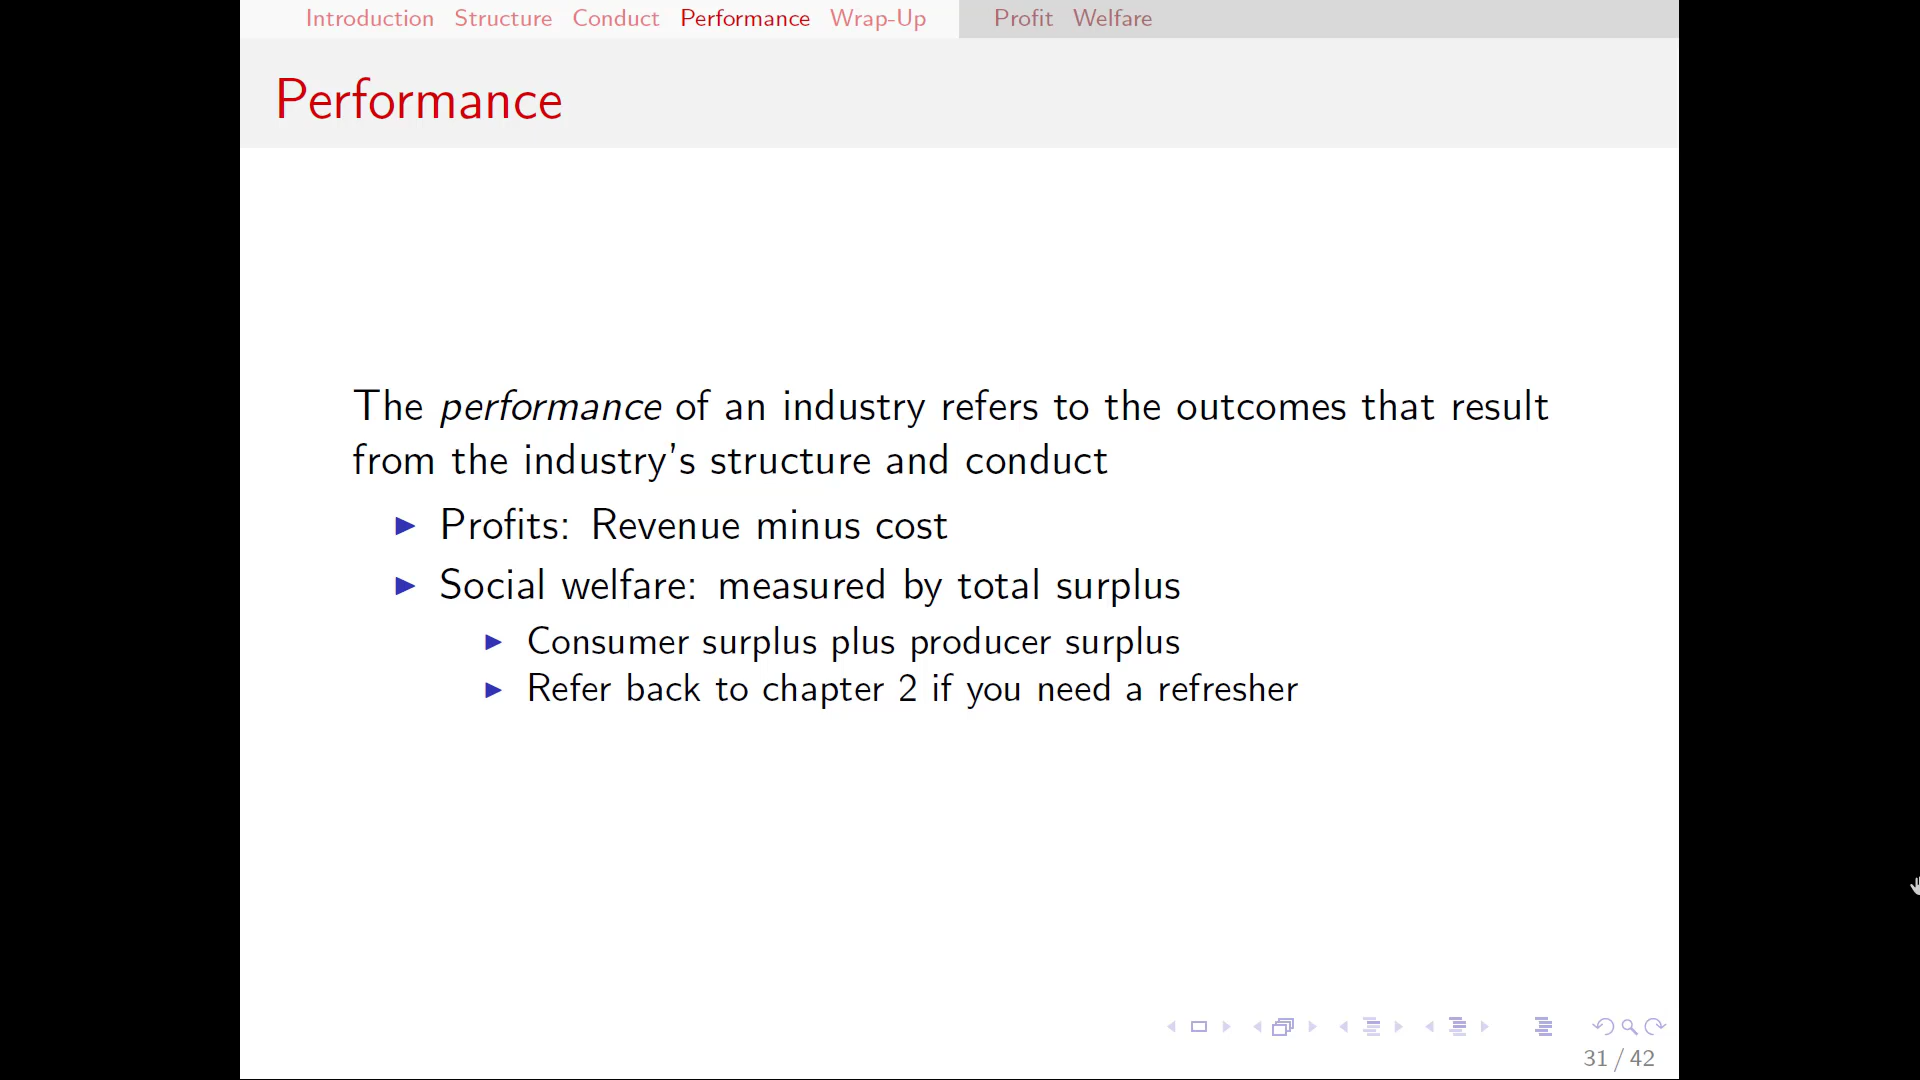 Introduction Structure Conduct Performance Wrap-Up Profit Welfare
Performance
The performance of an industry refers to the outcomes that result
from the industry's structure and conduct
Profits: Revenue minus cost
Social welfare: measured by total surplus
Consumer surplus plus producer surplus
Refer back to chapter 2 if you need a refresher
31 / 42